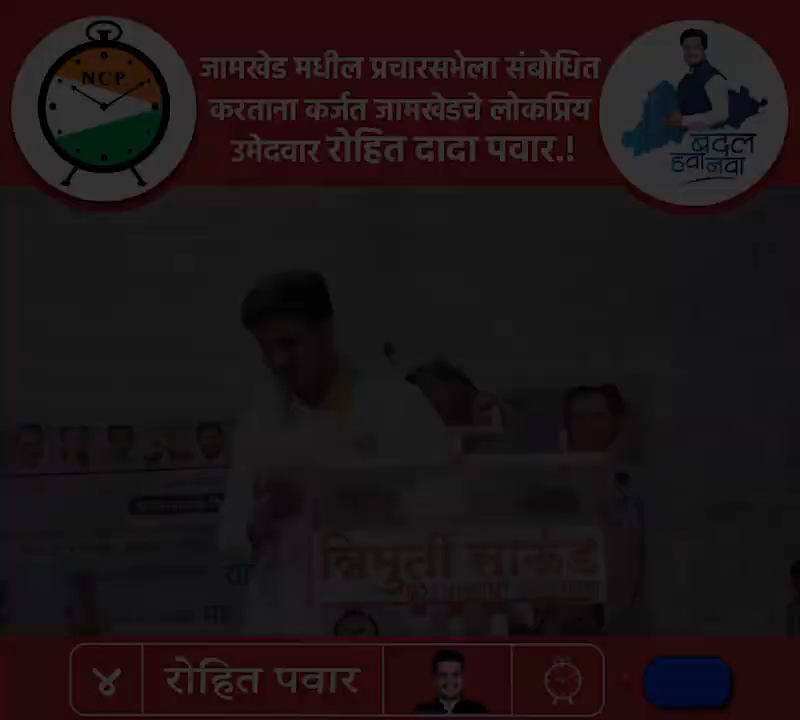 NCP
जामखेड मधील प्रचारसभेला संबोधित
करताना कर्जत जामखेडचे लोकप्रिय
उमेदवार रोहित दादा पवार.!
बदल
हवा नवा
त्रिमुर्ती साऊंड
४ रोहित पवार